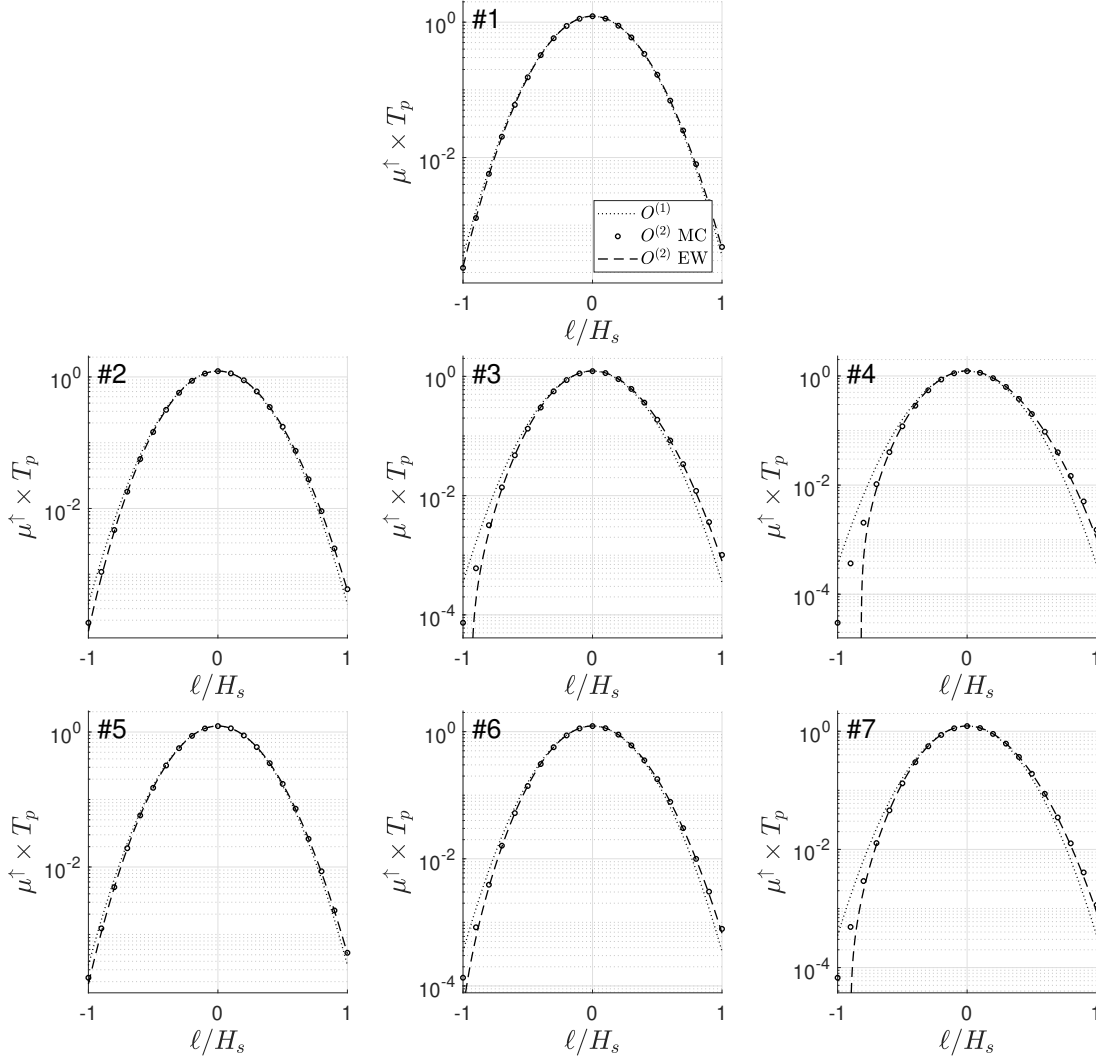 #1
10^0
10^-2
μ^↑ × T_p
O^(1)
O^(2) MC
O^(2) EW
-1 0 1
ℓ/H_s
#2
10^0
10^-2
μ^↑ × T_p
-1 0 1
ℓ/H_s
#3
10^0
10^-2
10^-4
μ^↑ × T_p
-1 0 1
ℓ/H_s
#4
10^0
10^-2
10^-4
μ^↑ × T_p
-1 0 1
ℓ/H_s
#5
10^0
10^-2
μ^↑ × T_p
-1 0 1
ℓ/H_s
#6
10^0
10^-2
10^-4
μ^↑ × T_p
-1 0 1
ℓ/H_s
#7
10^0
10^-2
10^-4
μ^↑ × T_p
-1 0 1
ℓ/H_s